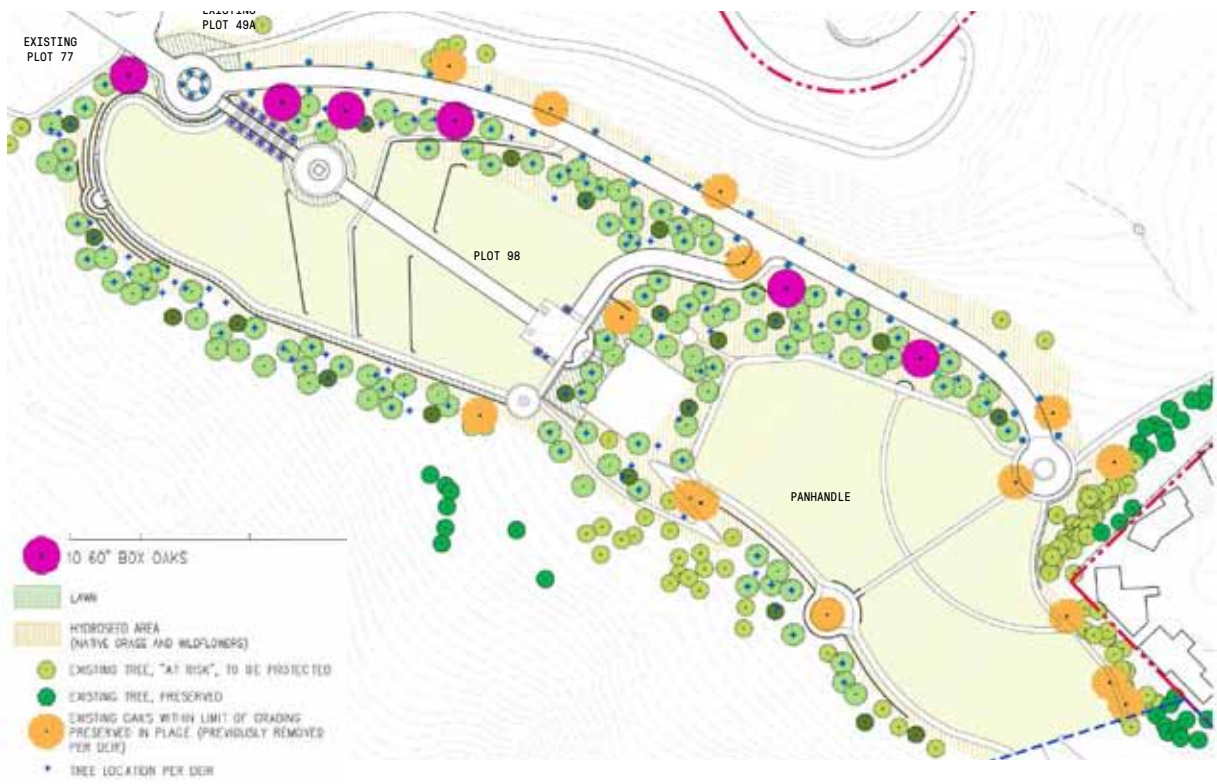 EXISTING
PLOT 49A
EXISTING
PLOT 77
PLOT 98
PANHANDLE
10 60" BOX OAKS
LAWN
HYDROSEED AREA
(NATIVE GRASS AND WILDFLOWERS)
EXISTING TREE, "AT RISK", TO BE PROTECTED
EXISTING TREE, PRESERVED
EXISTING OAKS WITHIN LIMIT OF GRADING
PRESERVED IN PLACE (PREVIOUSLY REMOVED
PER DEIR)
TREE LOCATION PER DEIR